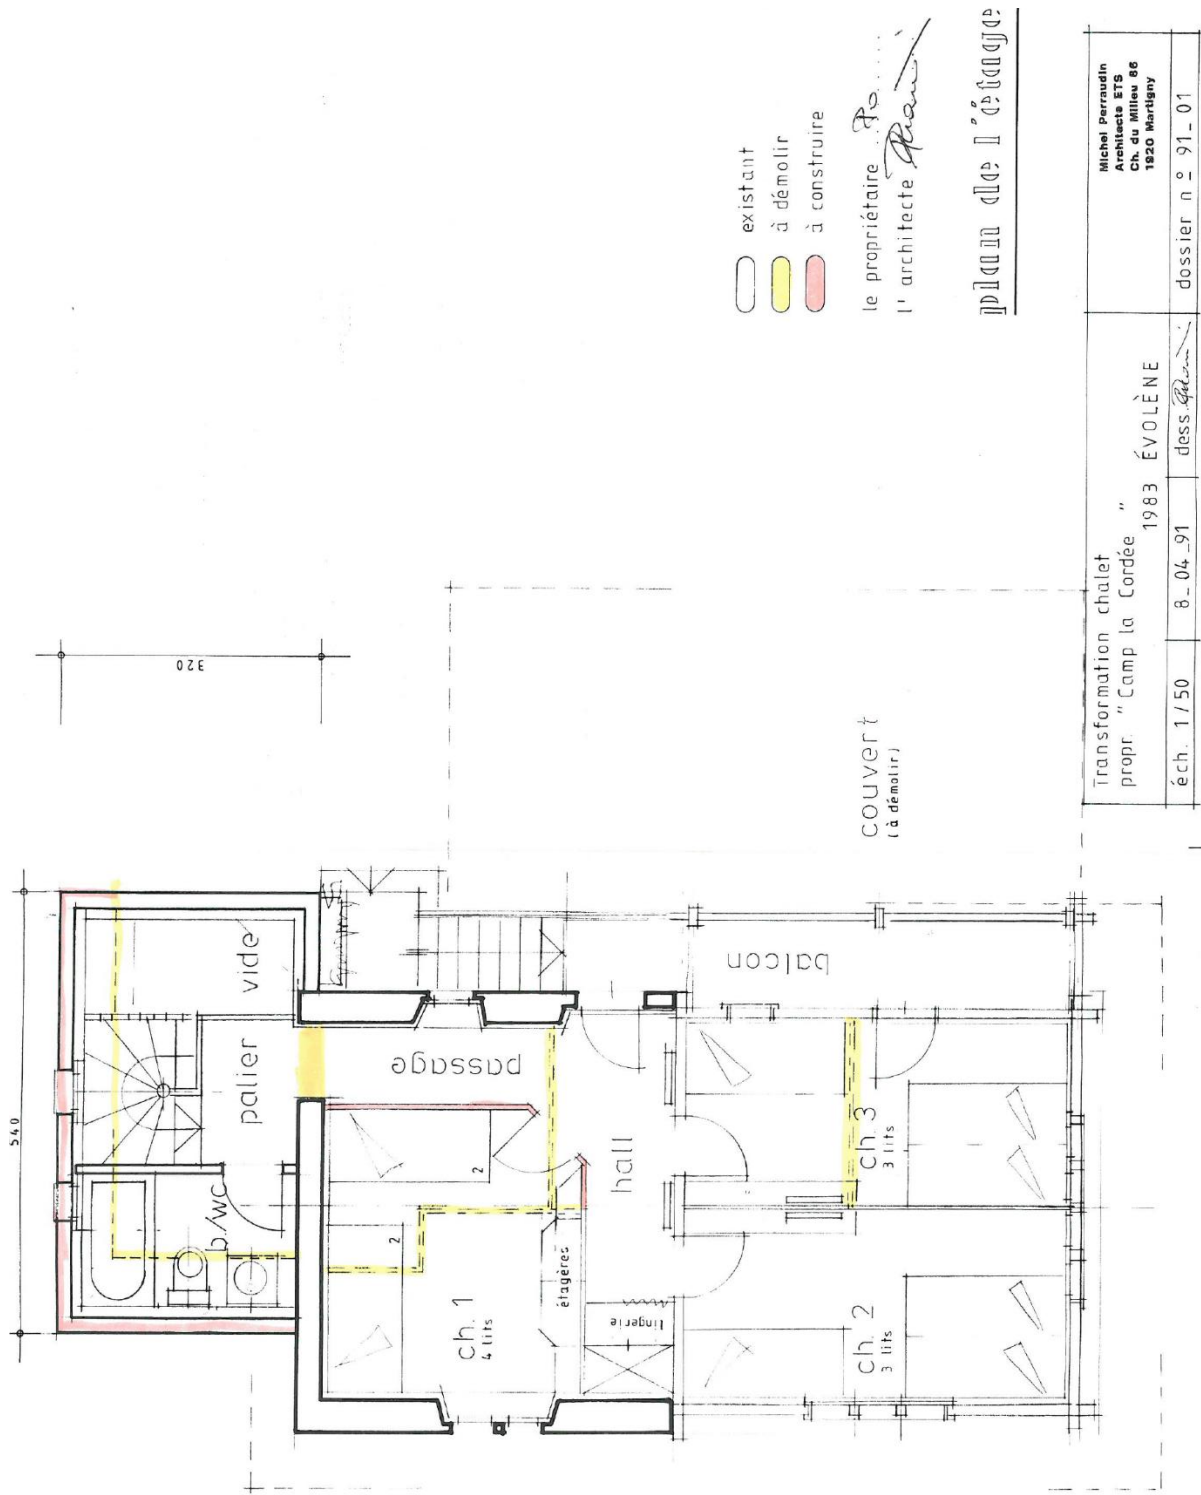 540
320
vide
palier
b./wc
passage
2
2
ch. 1
4 lits
étagères
lingerie
hall
balcon
ch. 3
3 lits
ch. 2
3 lits
couvert
(à démolir)
existant
à démolir
à construire
le propriétaire
l'architecte
plan de l'étage
Transformation chalet
propr. "Camp la Cordée"
1983 ÉVOLÈNE
Michel Perraudin
Architecte ETS
Ch. du Milieu 66
1920 Martigny
éch. 1/50
8_04_91
dess.
dossier nº 91_01